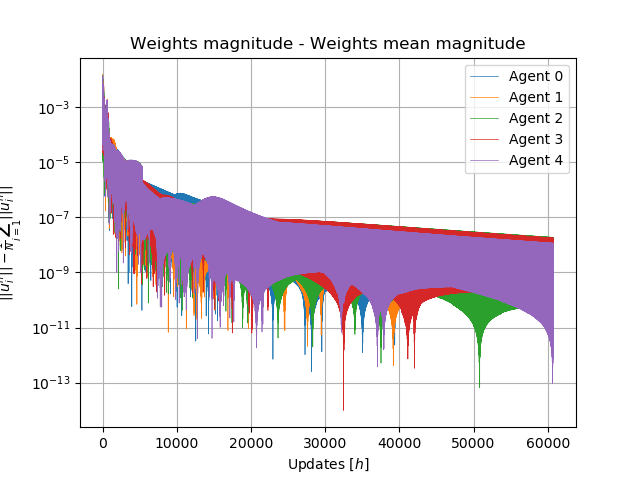 Weights magnitude - Weights mean magnitude
Agent 0
Agent 1
Agent 2
Agent 3
Agent 4
10⁻³
10⁻⁵
10⁻⁷
10⁻⁹
10⁻¹¹
10⁻¹³
0
10000
20000
30000
40000
50000
60000
Updates [h]